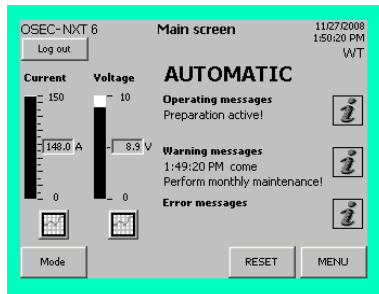 OSEC-NXT 6 Main screen 11/27/2008
1:50:20 PM
Log out WT
Current Voltage AUTOMATIC
150 10 Operating messages
Preparation active!
148.0 A 8.9 V Warning messages
1:49:20 PM come
Perform monthly maintenance!
0 0 Error messages
Mode RESET MENU